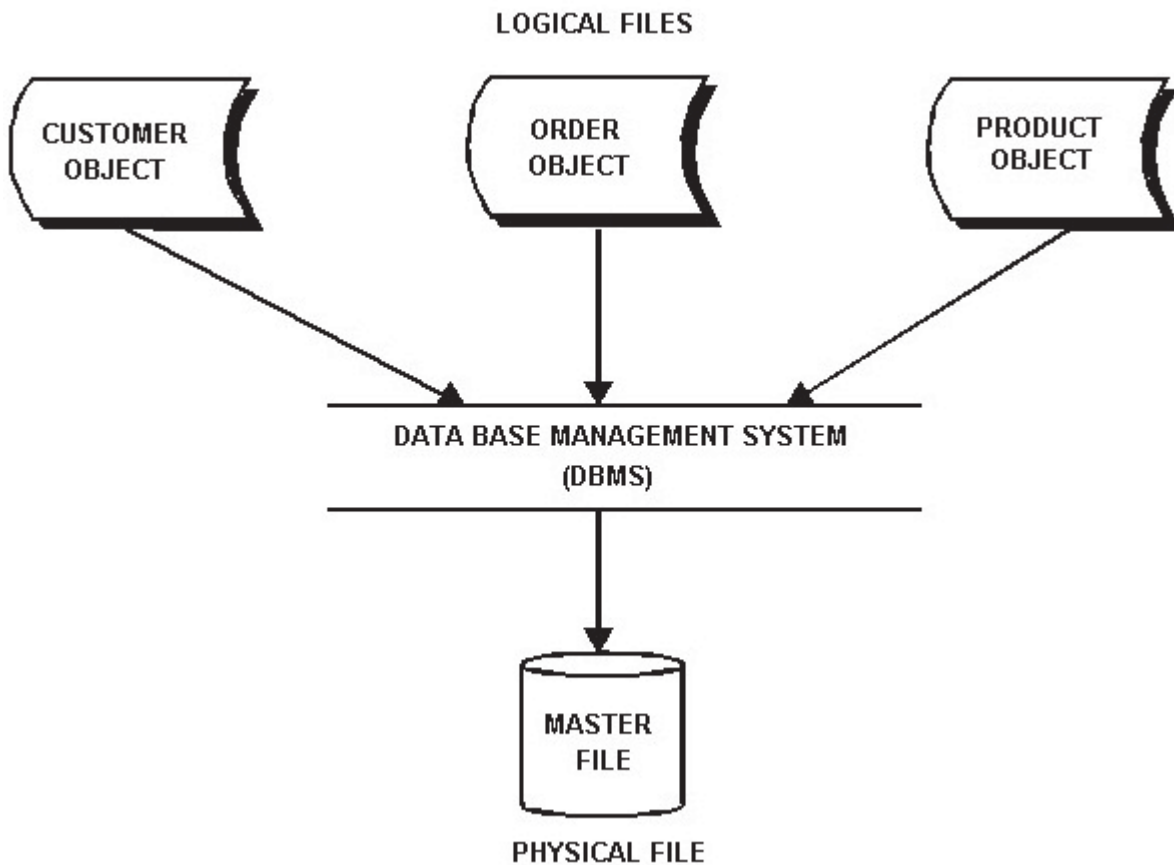 LOGICAL FILES
CUSTOMER
OBJECT
ORDER
OBJECT
PRODUCT
OBJECT
DATA BASE MANAGEMENT SYSTEM
(DBMS)
MASTER
FILE
PHYSICAL FILE